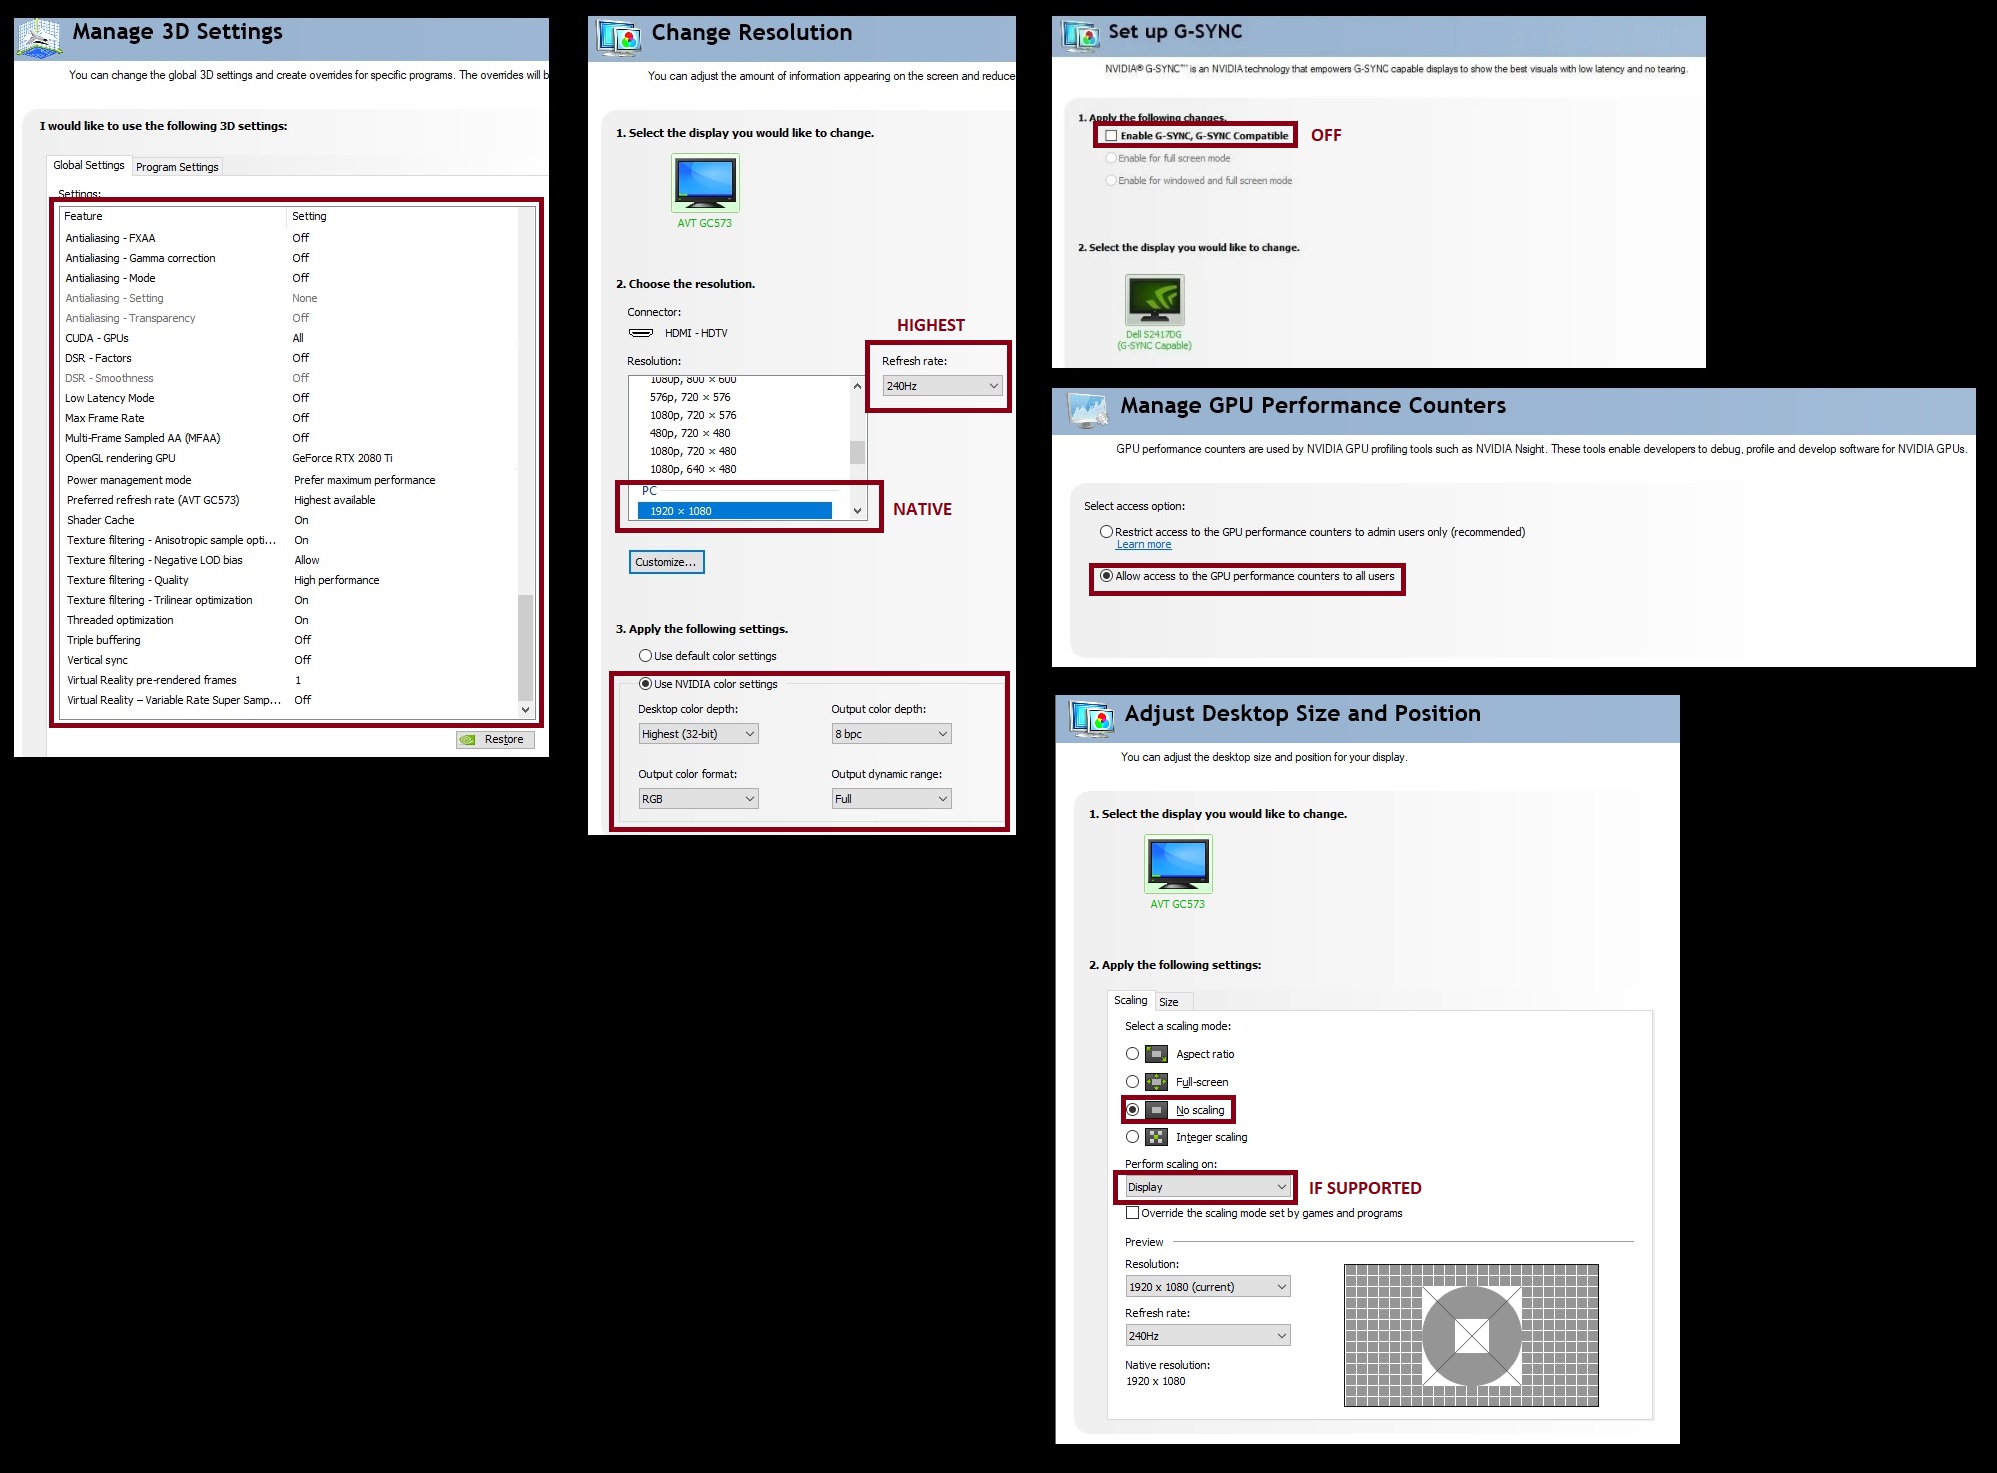 Manage 3D Settings
You can change the global 3D settings and create overrides for specific programs. The overrides will b
I would like to use the following 3D settings:
Global Settings Program Settings
Settings:
Feature Setting
Antialiasing - FXAA Off
Antialiasing - Gamma correction Off
Antialiasing - Mode Off
Antialiasing - Setting None
Antialiasing - Transparency Off
CUDA - GPUs All
DSR - Factors Off
DSR - Smoothness Off
Low Latency Mode Off
Max Frame Rate Off
Multi-Frame Sampled AA (MFAA) Off
OpenGL rendering GPU GeForce RTX 2080 Ti
Power management mode Prefer maximum performance
Preferred refresh rate (AVT GC573) Highest available
Shader Cache On
Texture filtering - Anisotropic sample opti... On
Texture filtering - Negative LOD bias Allow
Texture filtering - Quality High performance
Texture filtering - Trilinear optimization On
Threaded optimization On
Triple buffering Off
Vertical sync Off
Virtual Reality pre-rendered frames 1
Virtual Reality – Variable Rate Super Samp... Off
Restore
Change Resolution
You can adjust the amount of information appearing on the screen and reduce
1. Select the display you would like to change.
AVT GC573
2. Choose the resolution.
Connector:
HDMI - HDTV
HIGHEST
Resolution:
Refresh rate:
240Hz
1080p, 800 × 600
576p, 720 × 576
1080p, 720 × 576
480p, 720 × 480
1080p, 720 × 480
1080p, 640 × 480
PC
1920 × 1080
NATIVE
Customize...
3. Apply the following settings.
Use default color settings
Use NVIDIA color settings
Desktop color depth: Output color depth:
Highest (32-bit) 8 bpc
Output color format: Output dynamic range:
RGB Full
Set up G-SYNC
NVIDIA® G-SYNC™ is an NVIDIA technology that empowers G-SYNC capable displays to show the best visuals with low latency and no tearing.
1. Apply the following changes.
Enable G-SYNC, G-SYNC Compatible
OFF
Enable for full screen mode
Enable for windowed and full screen mode
2. Select the display you would like to change.
Dell S2417DG
(G-SYNC Capable)
Manage GPU Performance Counters
GPU performance counters are used by NVIDIA GPU profiling tools such as NVIDIA Nsight. These tools enable developers to debug, profile and develop software for NVIDIA GPUs.
Select access option:
Restrict access to the GPU performance counters to admin users only (recommended)
Learn more
Allow access to the GPU performance counters to all users
Adjust Desktop Size and Position
You can adjust the desktop size and position for your display.
1. Select the display you would like to change.
AVT GC573
2. Apply the following settings:
Scaling Size
Select a scaling mode:
Aspect ratio
Full-screen
No scaling
Integer scaling
Perform scaling on:
Display
IF SUPPORTED
Override the scaling mode set by games and programs
Preview
Resolution:
1920 x 1080 (current)
Refresh rate:
240Hz
Native resolution:
1920 x 1080